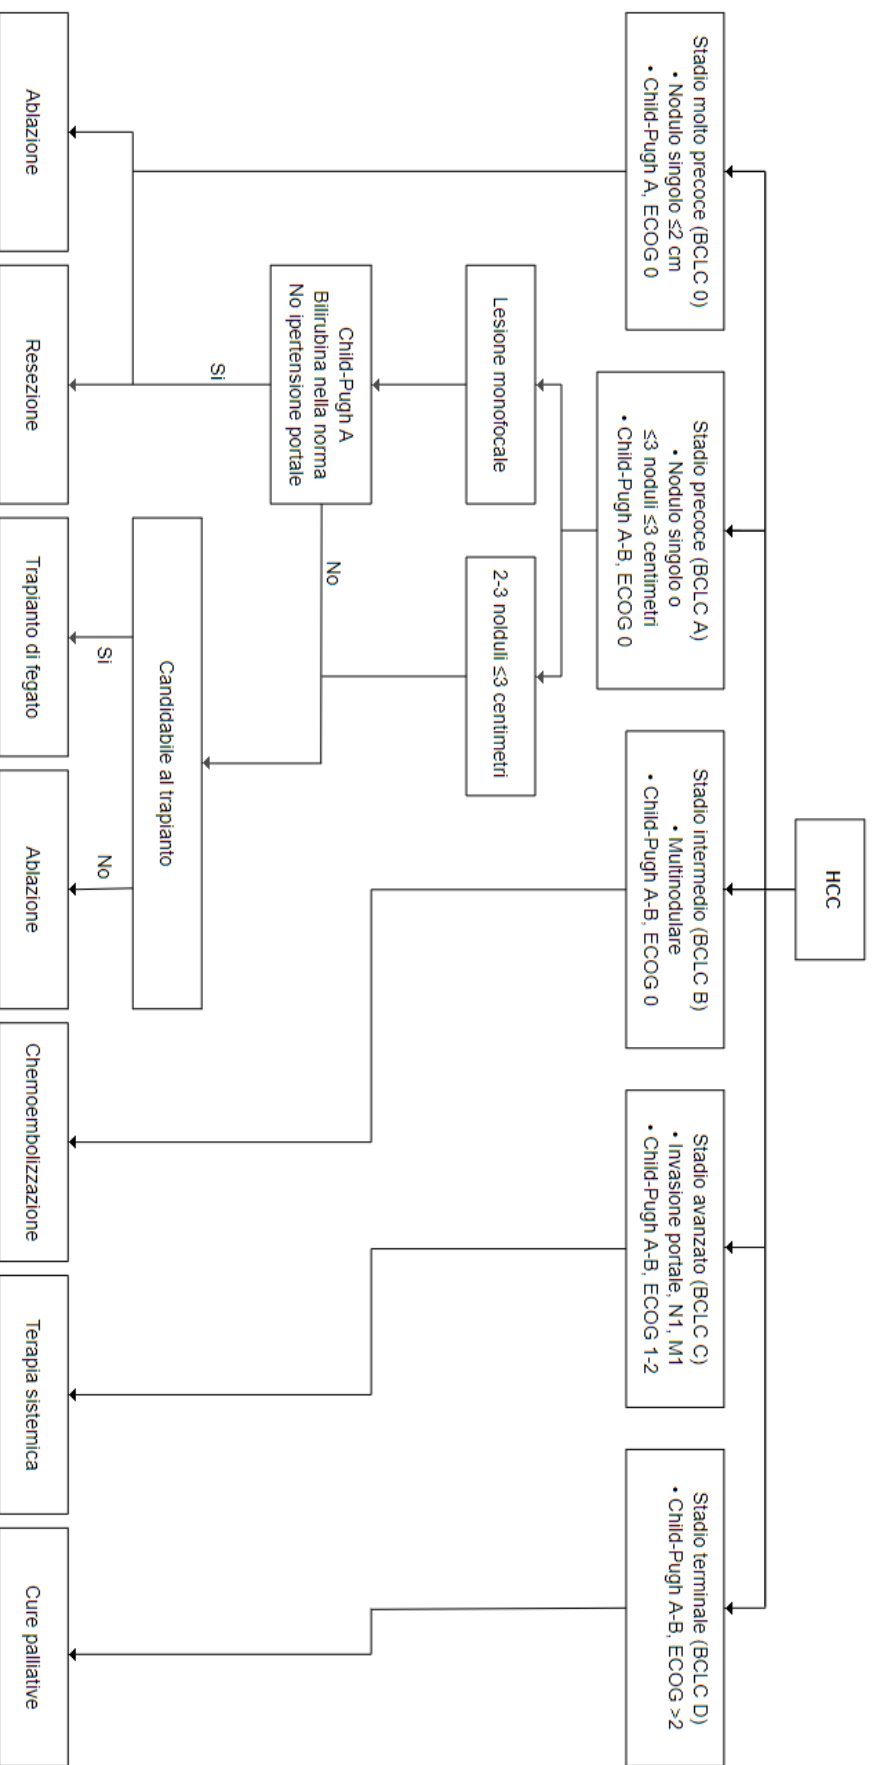 HCC
Stadio molto precoce (BCLC 0)
• Nodulo singolo ≤2 cm
• Child-Pugh A, ECOG 0
Stadio precoce (BCLC A)
• Nodulo singolo o
≤3 noduli ≤3 centimetri
• Child-Pugh A-B, ECOG 0
Stadio intermedio (BCLC B)
• Multinodulare
• Child-Pugh A-B, ECOG 0
Stadio avanzato (BCLC C)
• Invasione portale, N1, M1
• Child-Pugh A-B, ECOG 1-2
Stadio terminale (BCLC D)
• Child-Pugh A-B, ECOG >2
Lesione monofocale
2-3 nolduli ≤3 centimetri
Child-Pugh A
Bilirubina nella norma
No ipertensione portale
No
Si
Candidabile al trapianto
Si
No
Ablazione
Resezione
Trapianto di fegato
Ablazione
Chemoembolizzazione
Terapia sistemica
Cure palliative